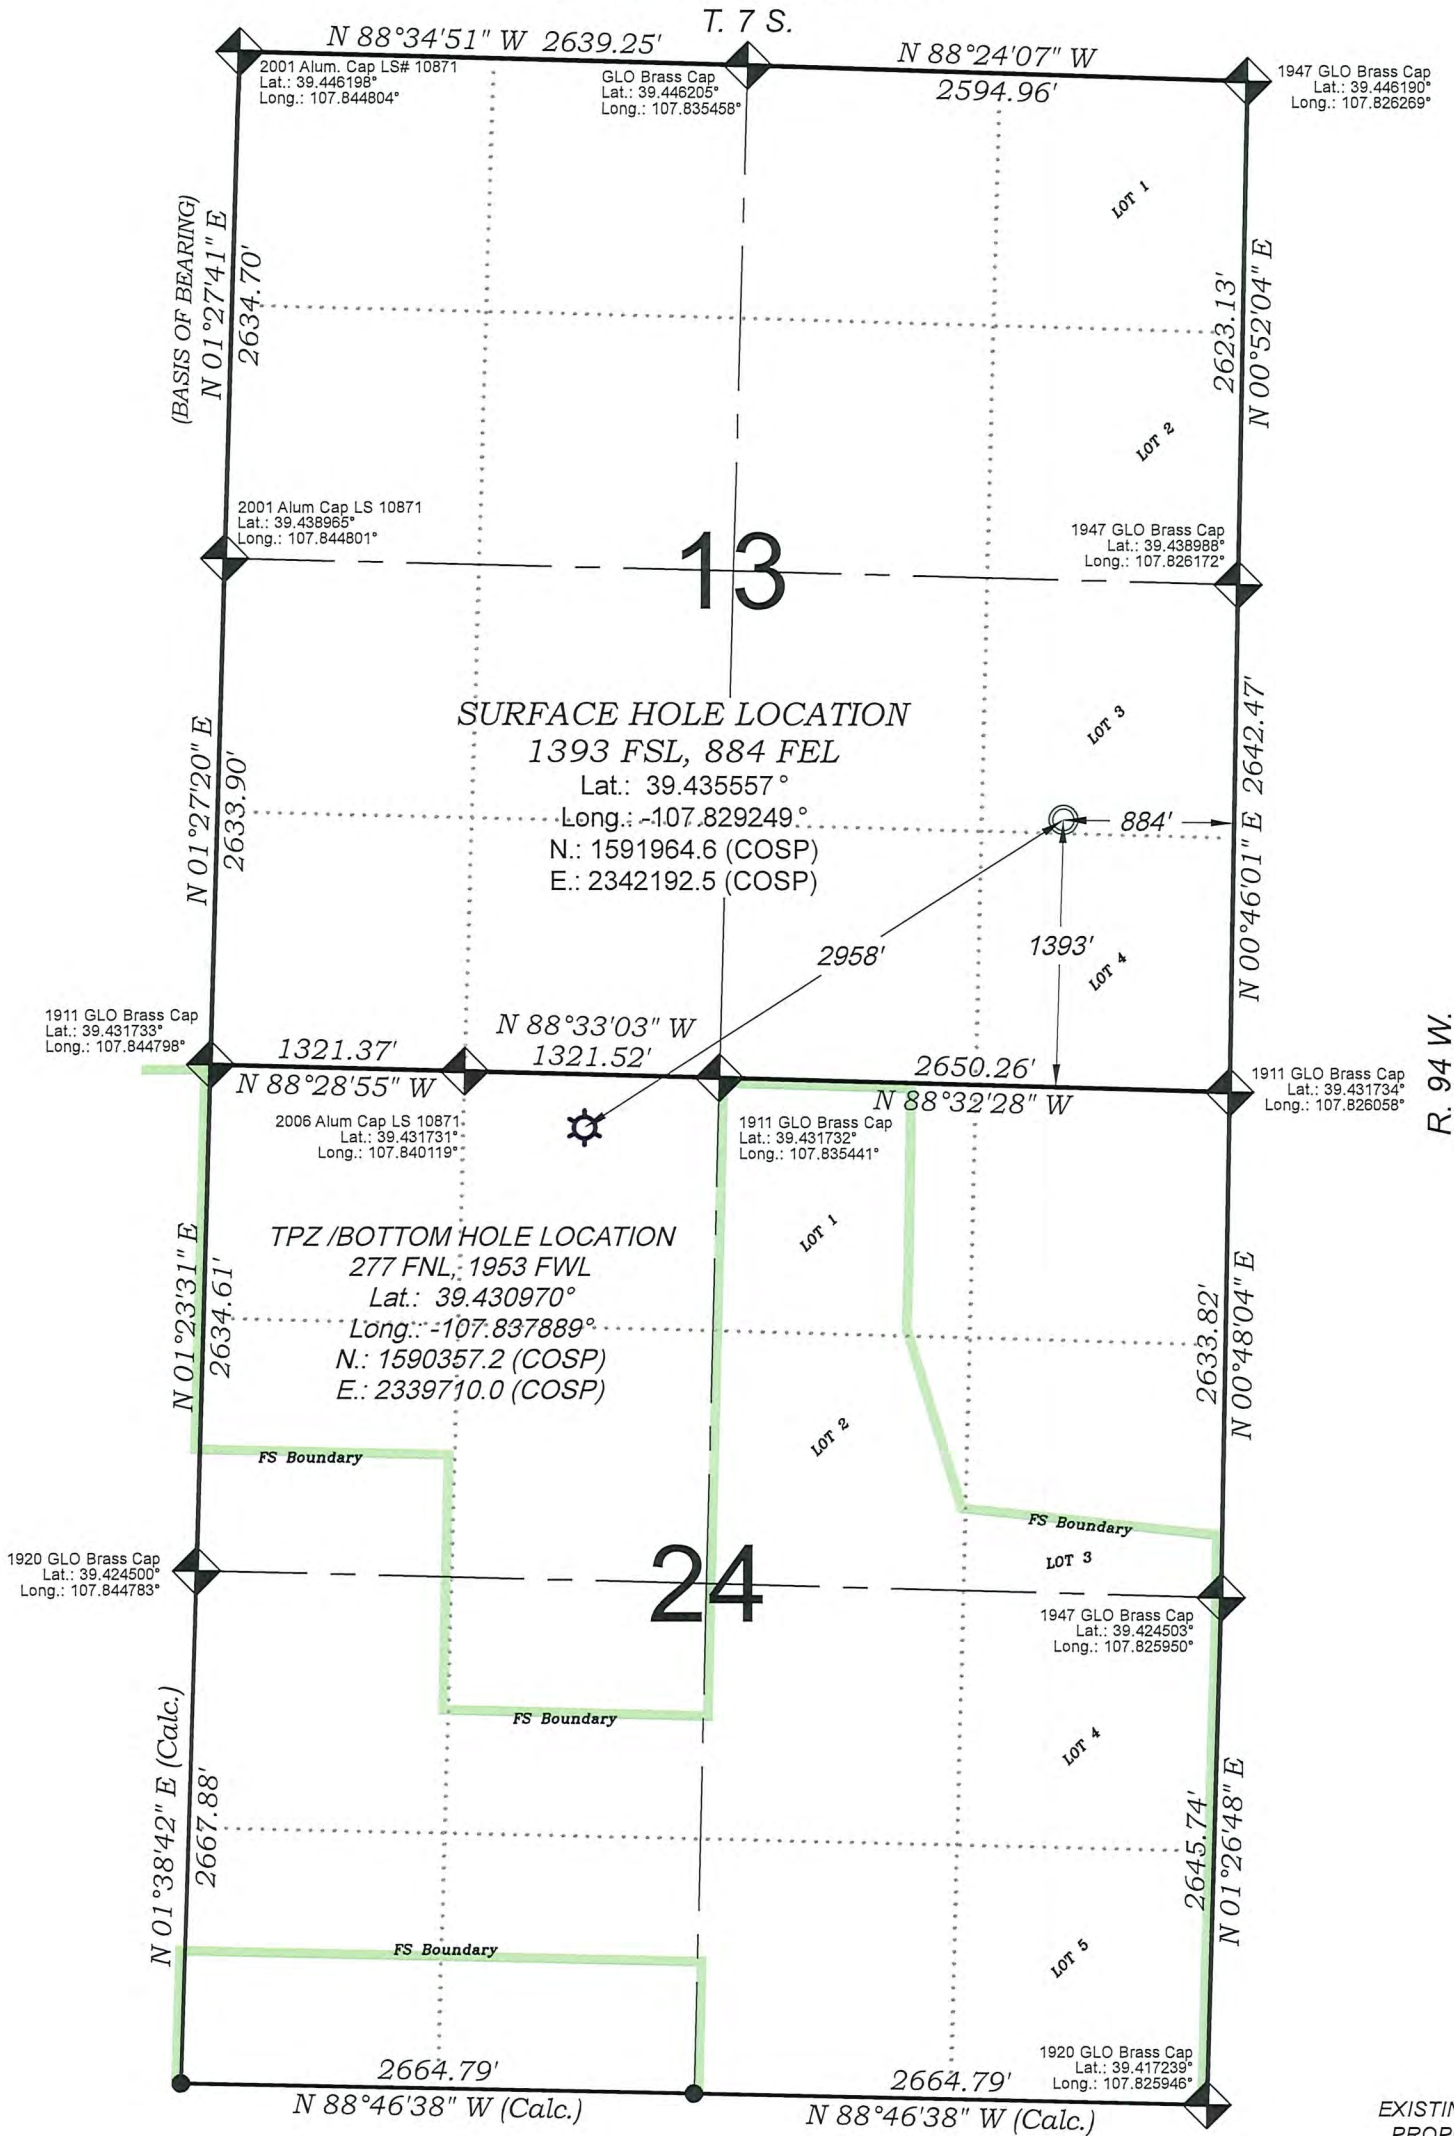 T. 7 S.
N 88°34'51" W 2639.25'
N 88°24'07" W
2594.96'
2001 Alum. Cap LS# 10871
Lat.: 39.446198°
Long.: 107.844804°
GLO Brass Cap
Lat.: 39.446205°
Long.: 107.835458°
1947 GLO Brass Cap
Lat.: 39.446190°
Long.: 107.826269°
LOT 1
(BASIS OF BEARING)
N 01°27'41" E
2634.70'
2623.13'
N 00°52'04" E
LOT 2
2001 Alum Cap LS 10871
Lat.: 39.438965°
Long.: 107.844801°
13
1947 GLO Brass Cap
Lat.: 39.438988°
Long.: 107.826172°
SURFACE HOLE LOCATION
1393 FSL, 884 FEL
Lat.: 39.435557°
Long.: -107.829249°
N.: 1591964.6 (COSP)
E.: 2342192.5 (COSP)
LOT 3
N 01°27'20" E
2633.90'
884'
N 00°46'01" E 2642.47'
2958'
1393'
LOT 4
1911 GLO Brass Cap
Lat.: 39.431733°
Long.: 107.844798°
1321.37'
N 88°28'55" W
N 88°33'03" W
1321.52'
2650.26'
N 88°32'28" W
1911 GLO Brass Cap
Lat.: 39.431734°
Long.: 107.826058°
R. 94 W.
2006 Alum Cap LS 10871
Lat.: 39.431731°
Long.: 107.840119°
1911 GLO Brass Cap
Lat.: 39.431732°
Long.: 107.835441°
LOT 1
TPZ /BOTTOM HOLE LOCATION
277 FNL, 1953 FWL
Lat.: 39.430970°
Long.: -107.837889°
N.: 1590357.2 (COSP)
E.: 2339710.0 (COSP)
N 01°23'31" E
2634.61'
2633.82'
N 00°48'04" E
LOT 2
FS Boundary
FS Boundary
LOT 3
1920 GLO Brass Cap
Lat.: 39.424500°
Long.: 107.844783°
24
1947 GLO Brass Cap
Lat.: 39.424503°
Long.: 107.825950°
FS Boundary
LOT 4
N 01°38'42" E (Calc.)
2667.88'
2645.74'
N 01°26'48" E
FS Boundary
LOT 5
1920 GLO Brass Cap
Lat.: 39.417239°
Long.: 107.825946°
2664.79'
N 88°46'38" W (Calc.)
2664.79'
N 88°46'38" W (Calc.)